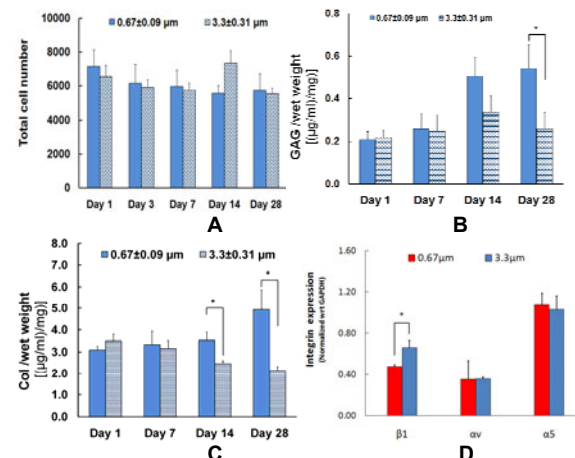 0.67±0.09 µm 3.3±0.31 µm
Total cell number
10000
8000
6000
4000
2000
0
Day 1 Day 3 Day 7 Day 14 Day 28
A
0.67±0.09 µm 3.3±0.31 µm
GAG /wet weight
[(µg/ml)/mg)]
0.8
0.6
0.4
0.2
0.0
*
Day 1 Day 7 Day 14 Day 28
B
0.67±0.09 µm 3.3±0.31 µm
Col /wet weight
[(µg/ml)/mg)]
8.0
7.0
6.0
5.0
4.0
3.0
2.0
1.0
0.0
*
*
Day 1 Day 7 Day 14 Day 28
C
0.67µm 3.3µm
Integrin expression
(Normalized wrt GAPDH)
1.60
1.20
0.80
0.40
0.00
*
β1 αv α5
D